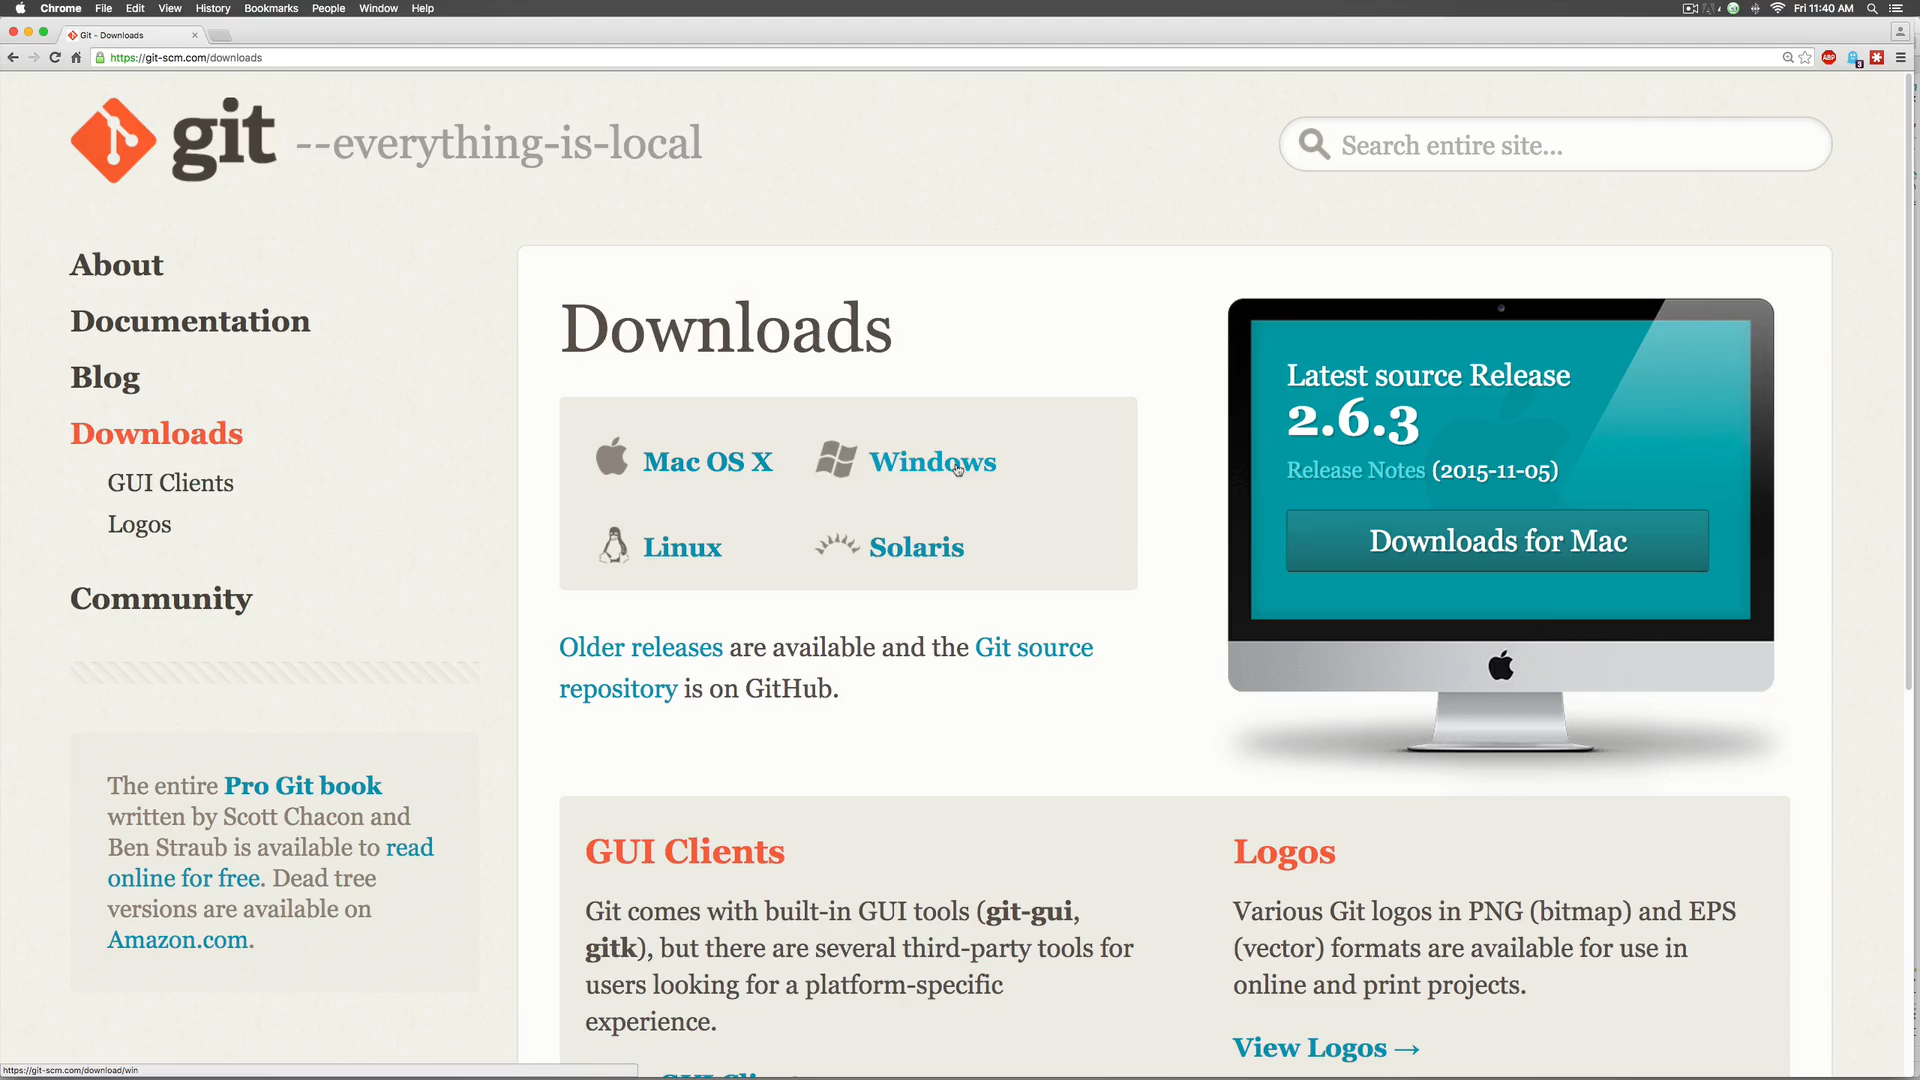 Chrome File Edit View History Bookmarks People Window Help
Fri 11:40 AM
Git - Downloads
https://git-scm.com/downloads
ABP
3
git --everything-is-local
Search entire site...
About
Documentation
Blog
Downloads
GUI Clients
Logos
Community
The entire Pro Git book
written by Scott Chacon and
Ben Straub is available to read
online for free. Dead tree
versions are available on
Amazon.com.
Downloads
Mac OS X Windows
Linux Solaris
Older releases are available and the Git source
repository is on GitHub.
Latest source Release
2.6.3
Release Notes (2015-11-05)
Downloads for Mac
GUI Clients
Git comes with built-in GUI tools (git-gui,
gitk), but there are several third-party tools for
users looking for a platform-specific
experience.
Logos
Various Git logos in PNG (bitmap) and EPS
(vector) formats are available for use in
online and print projects.
View Logos →
https://git-scm.com/download/win